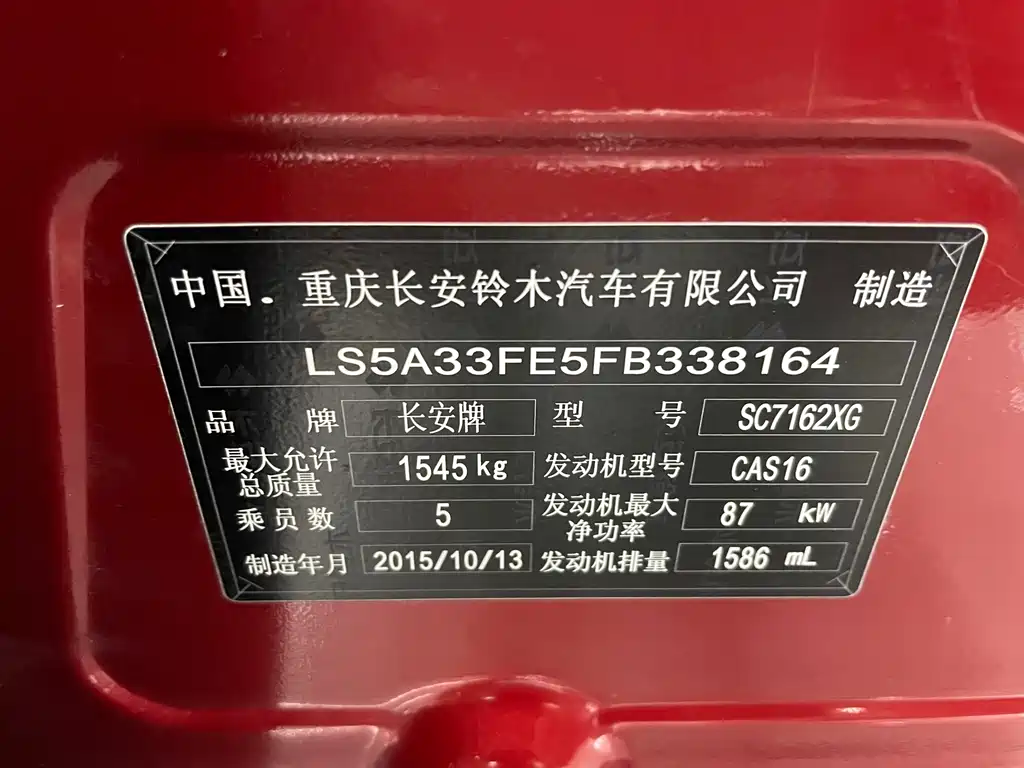 中国．重庆长安铃木汽车有限公司 制造
LS5A33FE5FB338164
品 牌 长安牌 型 号 SC7162XG
最大允许总质量 1545 kg 发动机型号 CAS16
乘员数 5 发动机最大净功率 87 kW
制造年月 2015/10/13 发动机排量 1586 mL